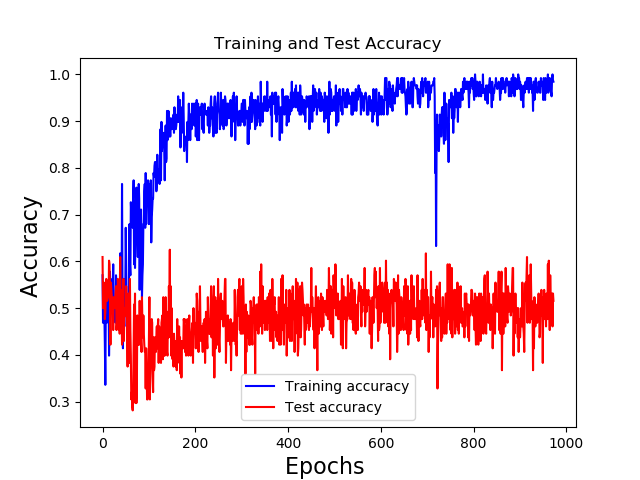 Training and Test Accuracy
1.0
0.9
0.8
0.7
0.6
0.5
0.4
0.3
Accuracy
Training accuracy
Test accuracy
0 200 400 600 800 1000
Epochs